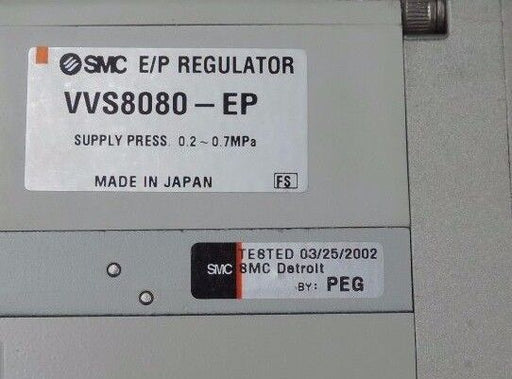 SMC E/P REGULATOR
VVS8080-EP
SUPPLY PRESS. 0.2~0.7MPa
MADE IN JAPAN FS
SMC
TESTED 03/25/2002
SMC Detroit
BY: PEG